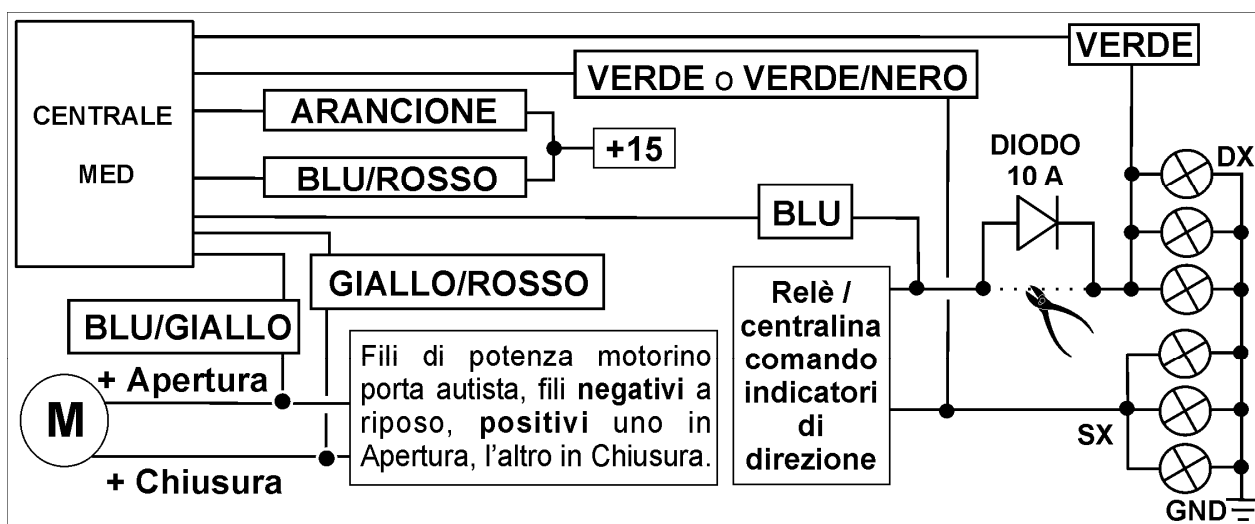 CENTRALE
MED
VERDE
VERDE o VERDE/NERO
ARANCIONE
BLU/ROSSO
+15
BLU
DIODO
10 A
DX
GIALLO/ROSSO
BLU/GIALLO
+ Apertura
M
+ Chiusura
Fili di potenza motorino
porta autista, fili negativi a
riposo, positivi uno in
Apertura, l'altro in Chiusura.
Relè /
centralina
comando
indicatori
di
direzione
SX
GND